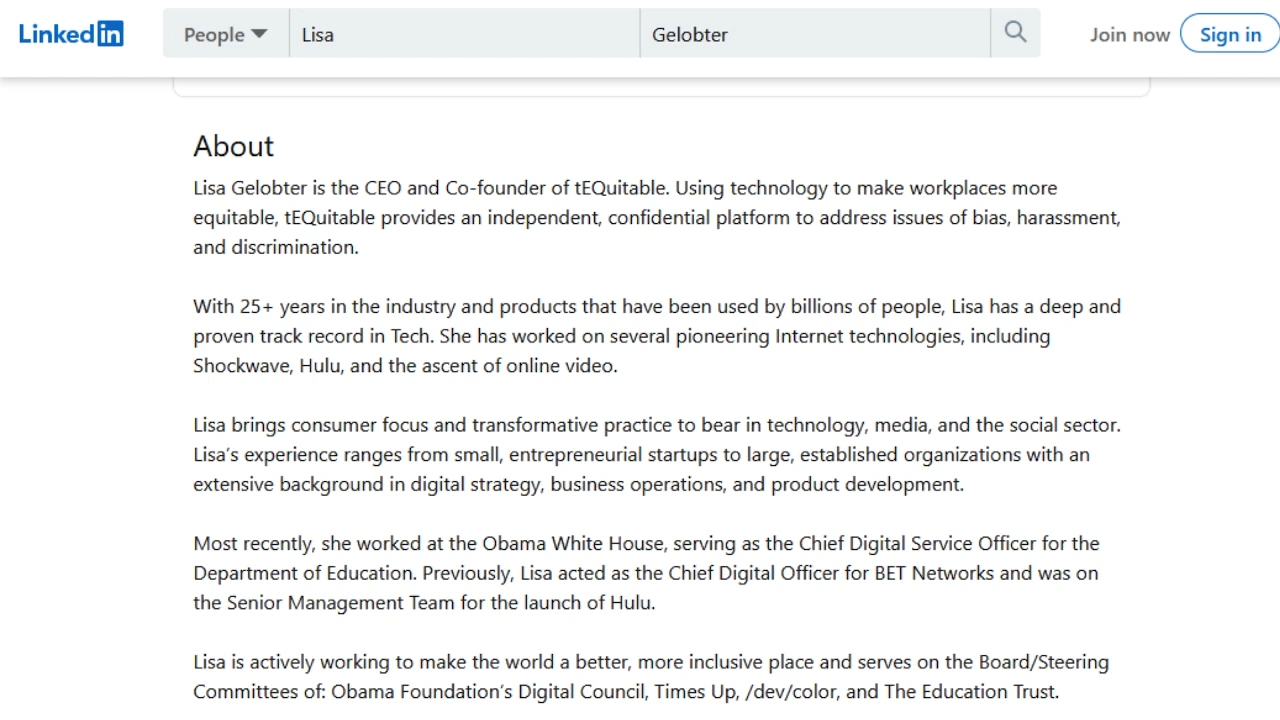 Linked in People Lisa Gelobter Join now Sign in
About
Lisa Gelobter is the CEO and Co-founder of tEQuitable. Using technology to make workplaces more
equitable, tEQuitable provides an independent, confidential platform to address issues of bias, harassment,
and discrimination.
With 25+ years in the industry and products that have been used by billions of people, Lisa has a deep and
proven track record in Tech. She has worked on several pioneering Internet technologies, including
Shockwave, Hulu, and the ascent of online video.
Lisa brings consumer focus and transformative practice to bear in technology, media, and the social sector.
Lisa’s experience ranges from small, entrepreneurial startups to large, established organizations with an
extensive background in digital strategy, business operations, and product development.
Most recently, she worked at the Obama White House, serving as the Chief Digital Service Officer for the
Department of Education. Previously, Lisa acted as the Chief Digital Officer for BET Networks and was on
the Senior Management Team for the launch of Hulu.
Lisa is actively working to make the world a better, more inclusive place and serves on the Board/Steering
Committees of: Obama Foundation’s Digital Council, Times Up, /dev/color, and The Education Trust.